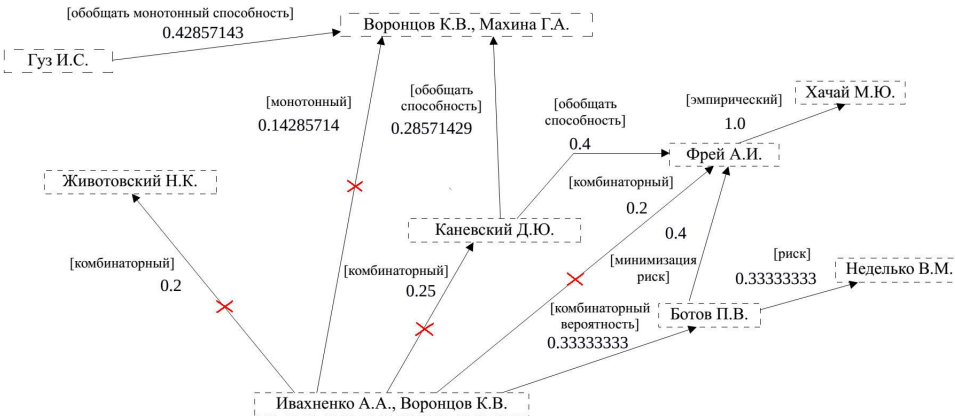 [обобщать монотонный способность]
0.42857143
Воронцов К.В., Махина Г.А.
Гуз И.С.
[монотонный]
0.14285714
[обобщать
способность]
0.28571429
[обобщать
способность]
0.4
[эмпирический]
1.0
Хачай М.Ю.
Фрей А.И.
Животовский Н.К.
[комбинаторный]
0.2
Каневский Д.Ю.
0.4
[комбинаторный]
0.2
[комбинаторный]
0.25
[минимизация
риск]
[риск]
0.33333333
Неделько В.М.
[комбинаторный
вероятность]
0.33333333
Ботов П.В.
Ивахненко А.А., Воронцов К.В.